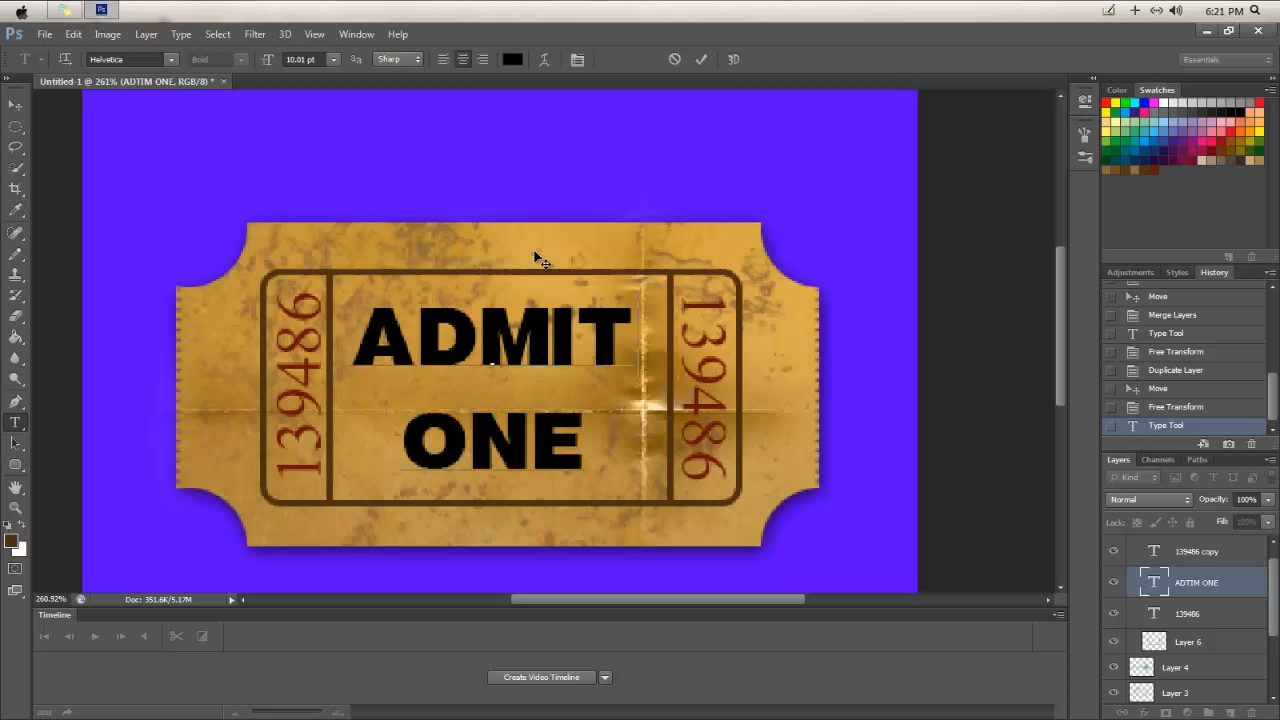 6:21 PM
Ps File Edit Image Layer Type Select Filter 3D View Window Help
T Helvetica Bold 10.01 pt aa Sharp 3D Essentials
Untitled-1 @ 261% (ADTIM ONE, RGB/8) * ×
Color Swatches
ADMIT
ONE
139486
139486
Adjustments Styles History
Move
Merge Layers
Type Tool
Free Transform
Duplicate Layer
Move
Free Transform
Type Tool
Layers Channels Paths
Kind
Normal Opacity: 100%
Lock: Fill: 100%
139486 copy
ADTIM ONE
139486
Layer 6
Layer 4
Layer 3
260.92% Doc: 351.6K/5.17M
Timeline
Create Video Timeline